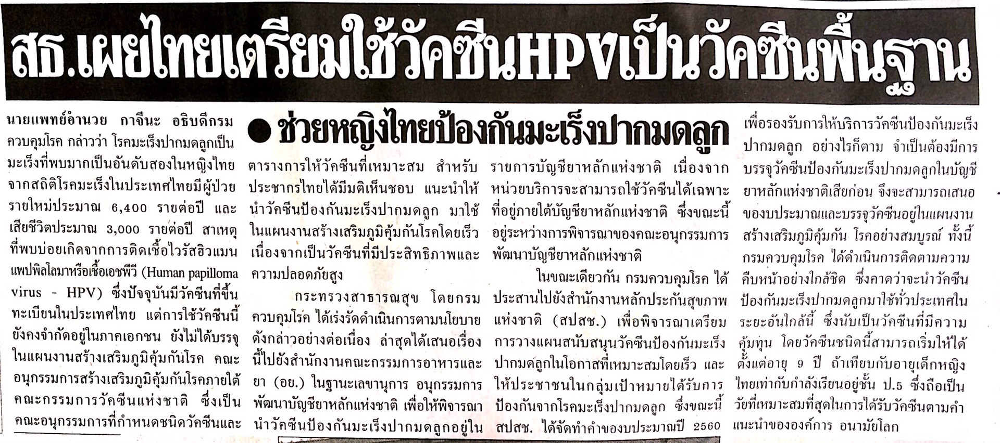 สธ.เผยไทยเตรียมใช้วัคซีนHPVเป็นวัคซีนพื้นฐาน
● ช่วยหญิงไทยป้องกันมะเร็งปากมดลูก
นายแพทย์อำนวย กาจีนะ อธิบดีกรม
ควบคุมโรค กล่าวว่า โรคมะเร็งปากมดลูกเป็น
มะเร็งที่พบมากเป็นอันดับสองในหญิงไทย
จากสถิติโรคมะเร็งในประเทศไทยมีผู้ป่วย
รายใหม่ประมาณ 6,400 รายต่อปี และ
เสียชีวิตประมาณ 3,000 รายต่อปี สาเหตุ
ที่พบบ่อยเกิดจากการติดเชื้อไวรัสฮิวแมน
แพปพิลโลมาหรือเชื้อเอชพีวี (Human papilloma
virus - HPV) ซึ่งปัจจุบันมีวัคซีนที่ขึ้น
ทะเบียนในประเทศไทย แต่การใช้วัคซีนนี้
ยังคงจำกัดอยู่ในภาคเอกชน ยังไม่ได้บรรจุ
ในแผนงานสร้างเสริมภูมิคุ้มกันโรค คณะ
อนุกรรมการสร้างเสริมภูมิคุ้มกันโรคภายใต้
คณะกรรมการวัคซีนแห่งชาติ ซึ่งเป็น
คณะอนุกรรมการที่กำหนดชนิดวัคซีนและ
ตารางการให้วัคซีนที่เหมาะสม สำหรับ
ประชากรไทยได้มีมติเห็นชอบ แนะนำให้
นำวัคซีนป้องกันมะเร็งปากมดลูก มาใช้
ในแผนงานสร้างเสริมภูมิคุ้มกันโรคโดยเร็ว
เนื่องจากเป็นวัคซีนที่มีประสิทธิภาพและ
ความปลอดภัยสูง
กระทรวงสาธารณสุข โดยกรม
ควบคุมโรค ได้เร่งรัดดำเนินการตามนโยบาย
ดังกล่าวอย่างต่อเนื่อง ล่าสุดได้เสนอเรื่อง
นี้ไปยังสำนักงานคณะกรรมการอาหารและ
ยา (อย.) ในฐานะเลขานุการ อนุกรรมการ
พัฒนาบัญชียาหลักแห่งชาติ เพื่อให้พิจารณา
นำวัคซีนป้องกันมะเร็งปากมดลูกอยู่ใน
รายการบัญชียาหลักแห่งชาติ เนื่องจาก
หน่วยบริการจะสามารถใช้วัคซีนได้เฉพาะ
ที่อยู่ภายใต้บัญชียาหลักแห่งชาติ ซึ่งขณะนี้
อยู่ระหว่างการพิจารณาของคณะอนุกรรมการ
พัฒนาบัญชียาหลักแห่งชาติ
ในขณะเดียวกัน กรมควบคุมโรค ได้
ประสานไปยังสำนักงานหลักประกันสุขภาพ
แห่งชาติ (สปสช.) เพื่อพิจารณาเตรียม
การวางแผนสนับสนุนวัคซีนป้องกันมะเร็ง
ปากมดลูกในโอกาสที่เหมาะสมโดยเร็ว และ
ให้ประชาชนในกลุ่มเป้าหมายได้รับการ
ป้องกันจากโรคมะเร็งปากมดลูก ซึ่งขณะนี้
สปสช. ได้จัดทำคำของบประมาณปี 2560
เพื่อรองรับการให้บริการวัคซีนป้องกันมะเร็ง
ปากมดลูก อย่างไรก็ตาม จำเป็นต้องมีการ
บรรจุวัคซีนป้องกันมะเร็งปากมดลูกในบัญชี
ยาหลักแห่งชาติเสียก่อน จึงจะสามารถเสนอ
ของบประมาณและบรรจุวัคซีนอยู่ในแผนงาน
สร้างเสริมภูมิคุ้มกัน โรคอย่างสมบูรณ์ ทั้งนี้
กรมควบคุมโรค ได้ดำเนินการติดตามความ
คืบหน้าอย่างใกล้ชิด ซึ่งคาดว่าจะนำวัคซีน
ป้องกันมะเร็งปากมดลูกมาใช้ทั่วประเทศใน
ระยะอันใกล้นี้ ซึ่งนับเป็นวัคซีนที่มีความ
คุ้มทุน โดยวัคซีนชนิดนี้สามารถเริ่มให้ได้
ตั้งแต่อายุ 9 ปี ถ้าเทียบกับอายุเด็กหญิง
ไทยเท่ากับกำลังเรียนอยู่ชั้น ป.5 ซึ่งถือเป็น
วัยที่เหมาะสมที่สุดในการได้รับวัคซีนตามคำ
แนะนำขององค์การ อนามัยโลก